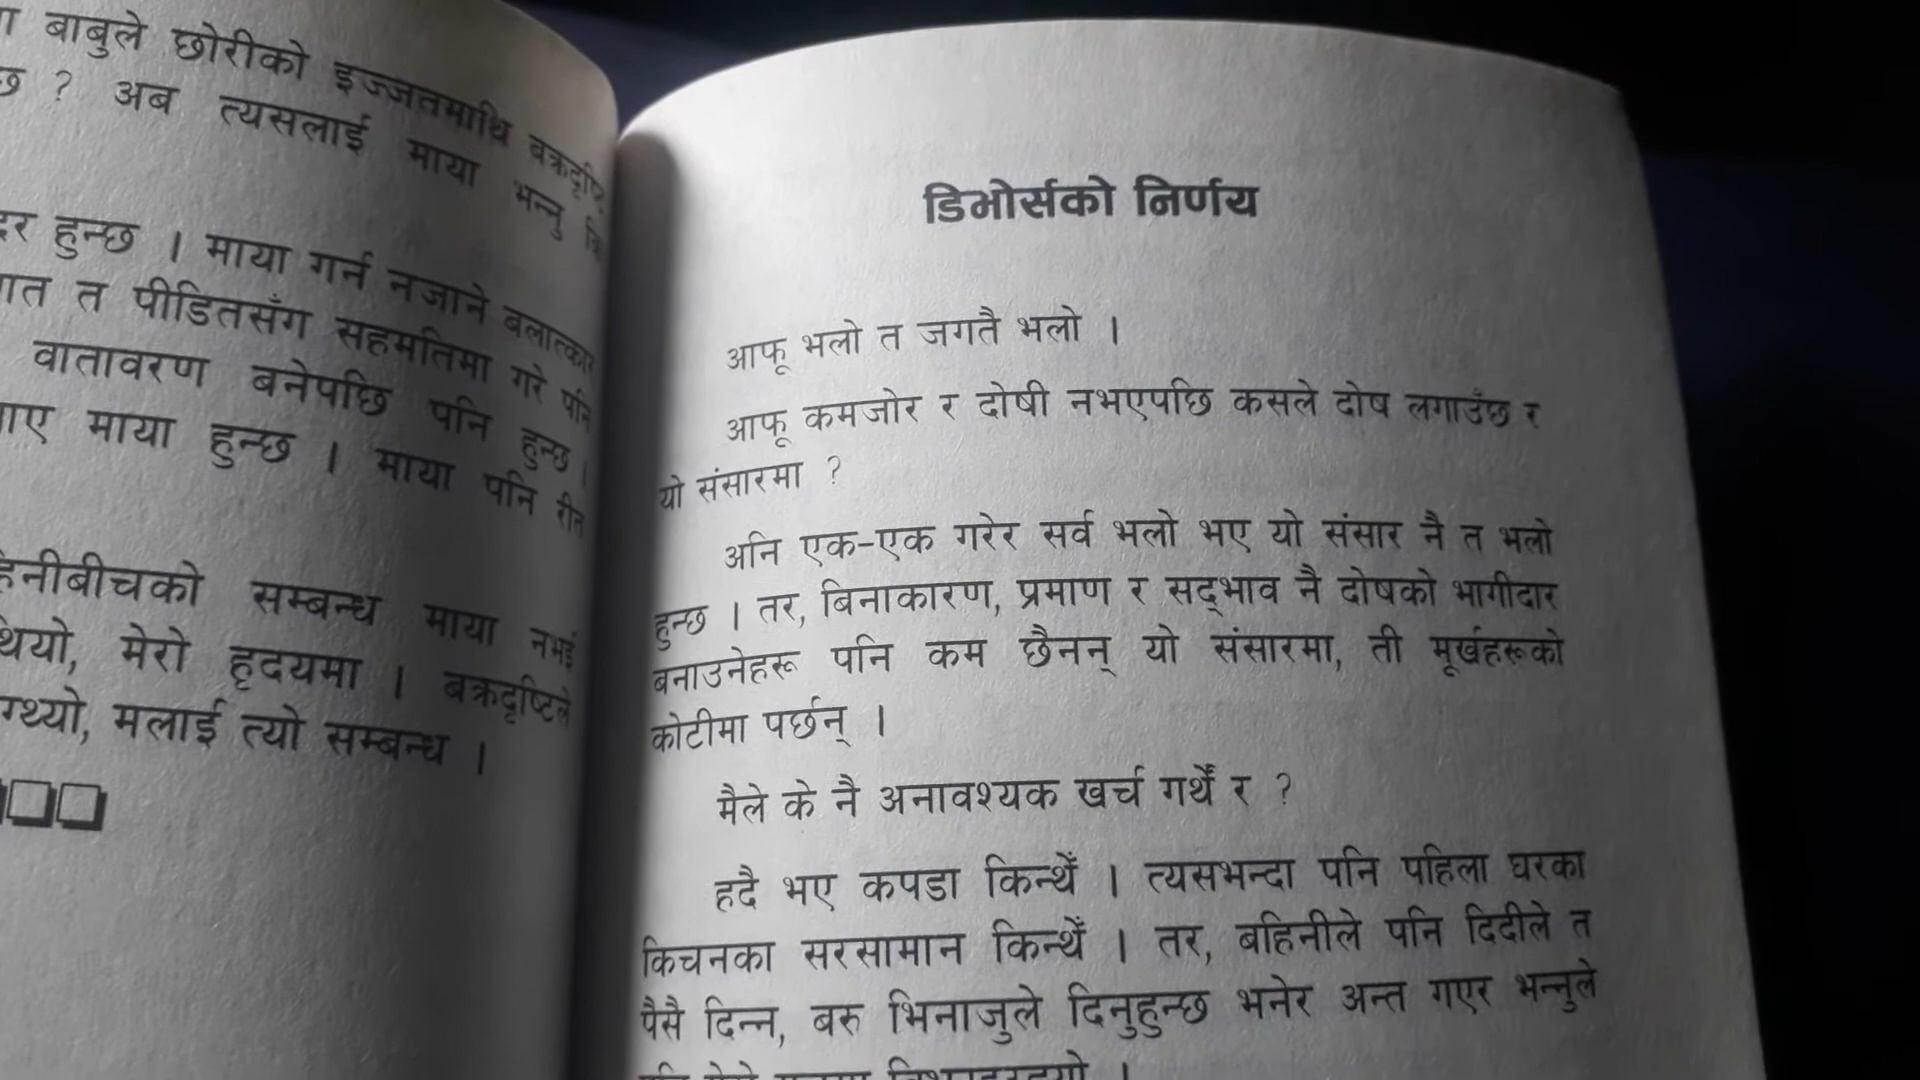 बाबुले छोरीको इज्जतमाथि बक्रदृष्टि
? अब त्यसलाई माया भन्नु कि
हुन्छ । माया गर्न नजाने बलात्कार
त पीडितसँग सहमतिमा गरे पनि
वातावरण बनेपछि पनि हुन्छ ।
माया हुन्छ । माया पनि रीत
सम्बन्ध माया नभई
मेरो हृदयमा । बक्रदृष्टिले
मलाई त्यो सम्बन्ध ।
डिभोर्सको निर्णय
आफू भलो त जगतै भलो ।
आफू कमजोर र दोषी नभएपछि कसले दोष लगाउँछ र
यो संसारमा ?
अनि एक-एक गरेर सर्व भलो भए यो संसार नै त भलो
हुन्छ । तर, बिनाकारण, प्रमाण र सद्‌भाव नै दोषको भागीदार
बनाउनेहरू पनि कम छैनन् यो संसारमा, ती मूर्खहरूको
कोटीमा पर्छन् ।
मैले के नै अनावश्यक खर्च गर्थेँ र ?
हदै भए कपडा किन्थेँ । त्यसभन्दा पनि पहिला घरका
किचनका सरसामान किन्थेँ । तर, बहिनीले पनि दिदीले त
पैसै दिन्न, बरु भिनाजुले दिनुहुन्छ भनेर अन्त गएर भन्नुले